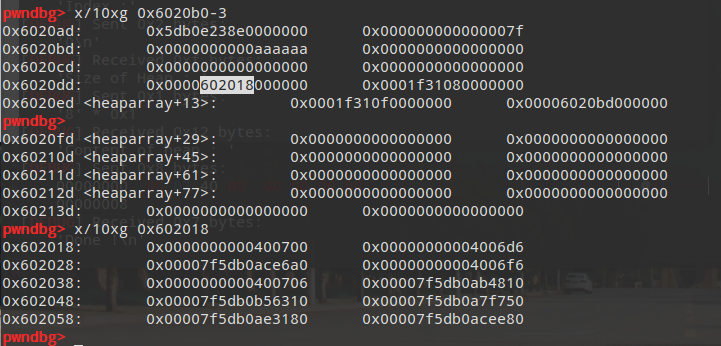 pwndbg> x/10xg 0x6020b0-3
0x6020ad: 0x5db0e238e0000000 0x000000000000007f
0x6020bd: 0x0000000000aaaaaa 0x0000000000000000
0x6020cd: 0x0000000000000000 0x0000000000000000
0x6020dd: 0x0000602018000000 0x0001f31080000000
0x6020ed <heaparray+13>: 0x0001f310f0000000 0x00006020bd000000
pwndbg>
0x6020fd <heaparray+29>: 0x0000000000000000 0x0000000000000000
0x60210d <heaparray+45>: 0x0000000000000000 0x0000000000000000
0x60211d <heaparray+61>: 0x0000000000000000 0x0000000000000000
0x60212d <heaparray+77>: 0x0000000000000000 0x0000000000000000
0x60213d: 0x0000000000000000 0x0000000000000000
pwndbg> x/10xg 0x602018
0x602018: 0x0000000000400700 0x00000000004006d6
0x602028: 0x00007f5db0ace6a0 0x00000000004006f6
0x602038: 0x0000000000400706 0x00007f5db0ab4810
0x602048: 0x00007f5db0b56310 0x00007f5db0a7f750
0x602058: 0x00007f5db0ae3180 0x00007f5db0acee80
pwndbg>